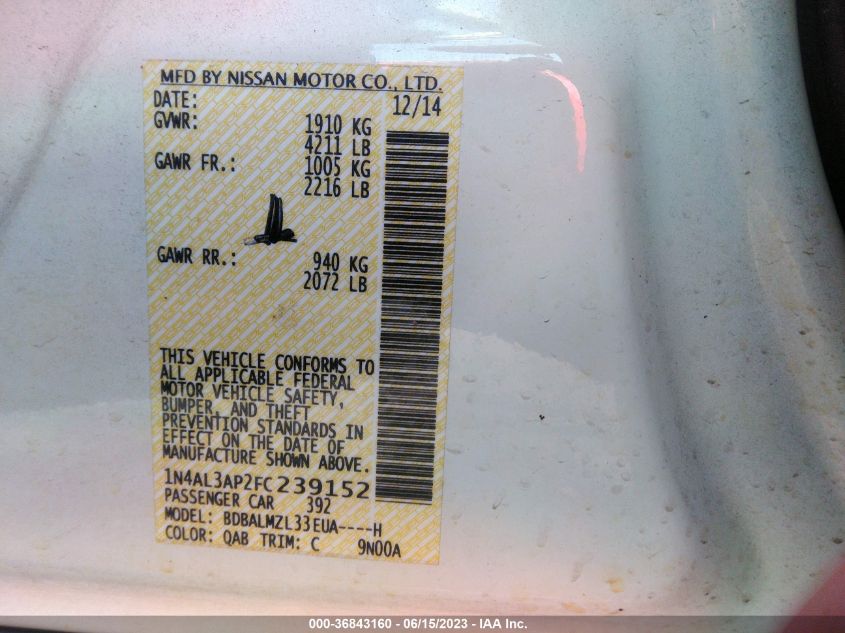 MFD BY NISSAN MOTOR CO., LTD.
DATE: 12/14
GVWR: 1910 KG
4211 LB
GAWR FR.: 1005 KG
2216 LB
GAWR RR.: 940 KG
2072 LB
THIS VEHICLE CONFORMS TO
ALL APPLICABLE FEDERAL
MOTOR VEHICLE SAFETY,
BUMPER, AND THEFT
PREVENTION STANDARDS IN
EFFECT ON THE DATE OF
MANUFACTURE SHOWN ABOVE.
1N4AL3AP2FC239152
PASSENGER CAR 392
MODEL: BDBALMZL33EUA----H
COLOR: QAB TRIM: C 9N00A
000-36843160 - 06/15/2023 - IAA Inc.